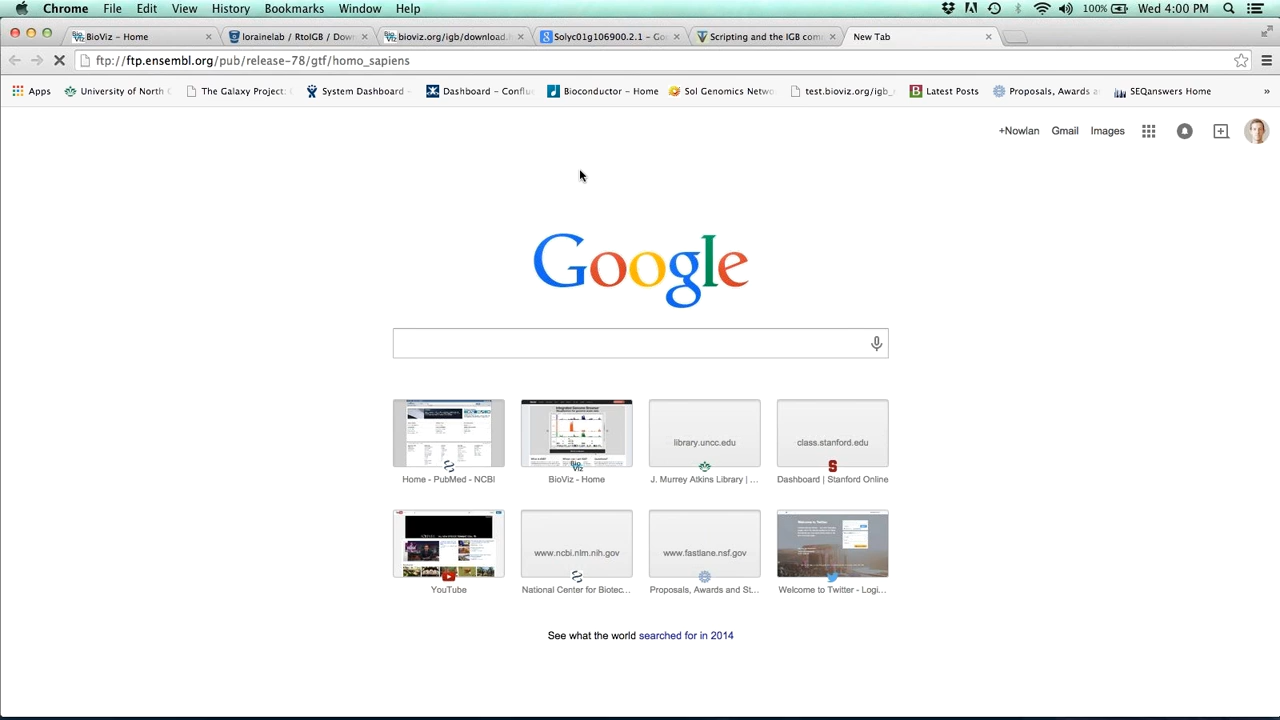 Chrome File Edit View History Bookmarks Window Help 100% Wed 4:00 PM
BioViz - Home lorainelab / RtoIGB / Down bioviz.org/igb/download. Solyc01g106900.2.1 - Go Scripting and the IGB com New Tab
ftp://ftp.ensembl.org/pub/release-78/gtf/homo_sapiens
Apps University of North C The Galaxy Project: System Dashboard - Dashboard - Conflu Bioconductor - Home Sol Genomics Netwo test.bioviz.org/igb_ Latest Posts Proposals, Awards a SEQanswers Home »
+Nowlan Gmail Images
Google
library.uncc.edu class.stanford.edu
Home - PubMed - NCBI BioViz - Home J. Murrey Atkins Library | ... Dashboard | Stanford Online
www.ncbi.nlm.nih.gov www.fastlane.nsf.gov
YouTube National Center for Biotec... Proposals, Awards and St... Welcome to Twitter - Logi...
See what the world searched for in 2014